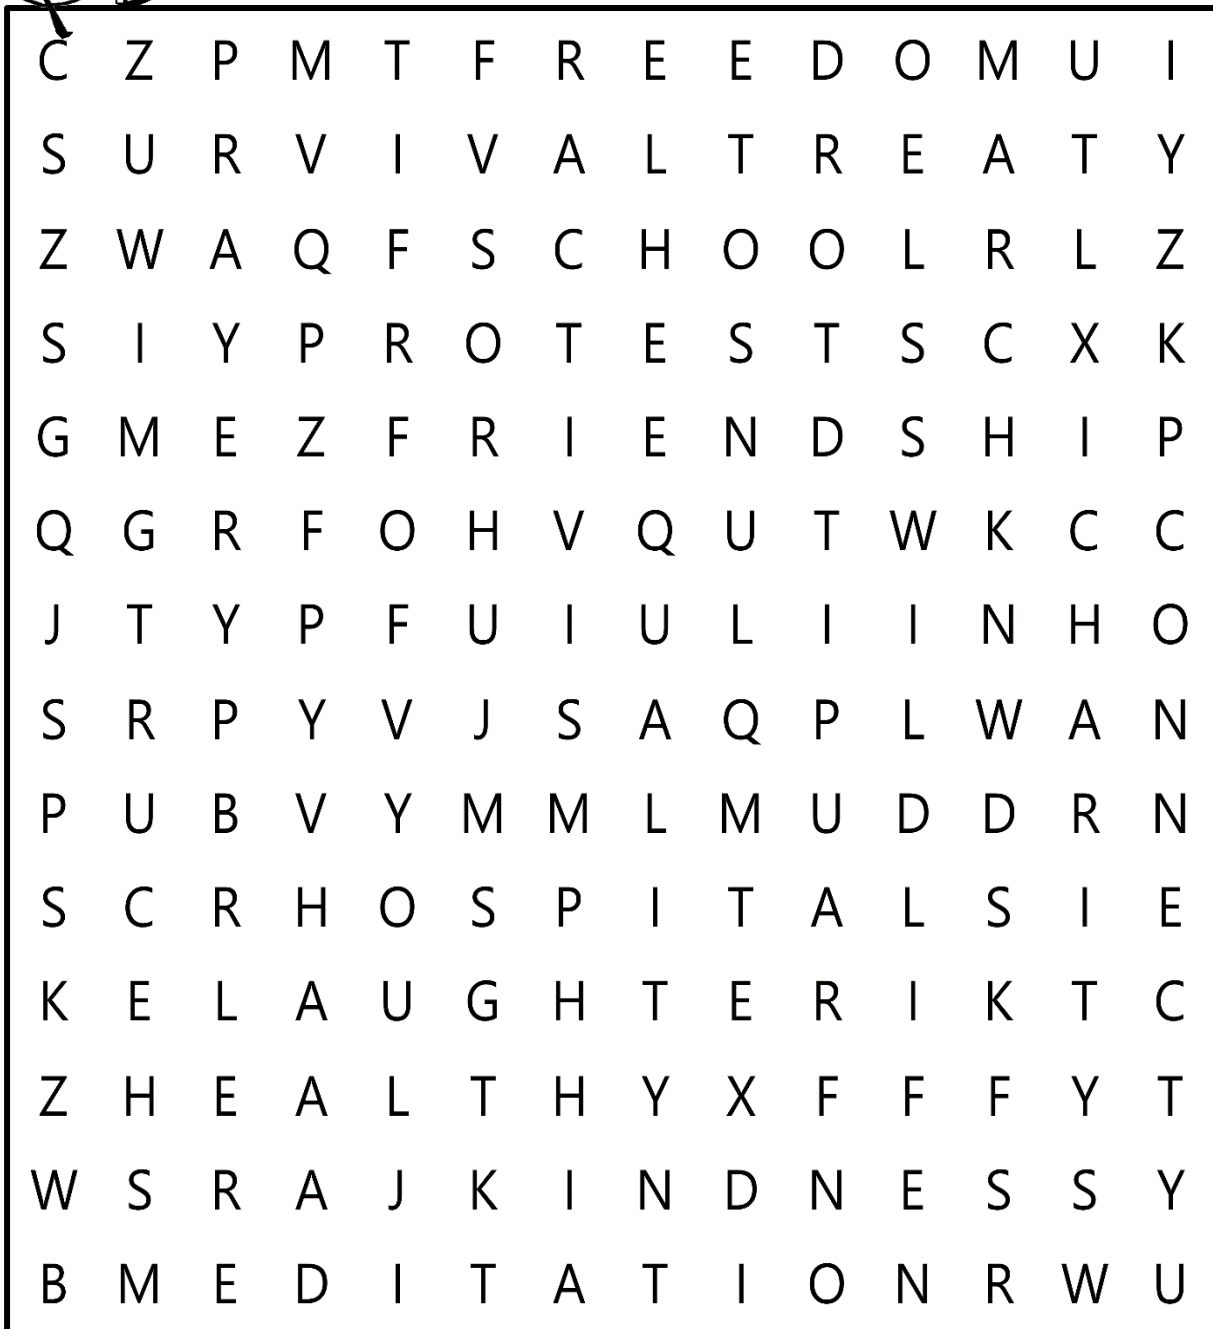 C Z P M T F R E E D O M U I
S U R V I V A L T R E A T Y
Z W A Q F S C H O O L R L Z
S I Y P R O T E S T S C X K
G M E Z F R I E N D S H I P
Q G R F O H V Q U T W K C C
J T Y P F U I U L I I N H O
S R P Y V J S A Q P L W A N
P U B V Y M M L M U D D R N
S C R H O S P I T A L S I E
K E L A U G H T E R I K T C
Z H E A L T H Y X F F F Y T
W S R A J K I N D N E S S Y
B M E D I T A T I O N R W U